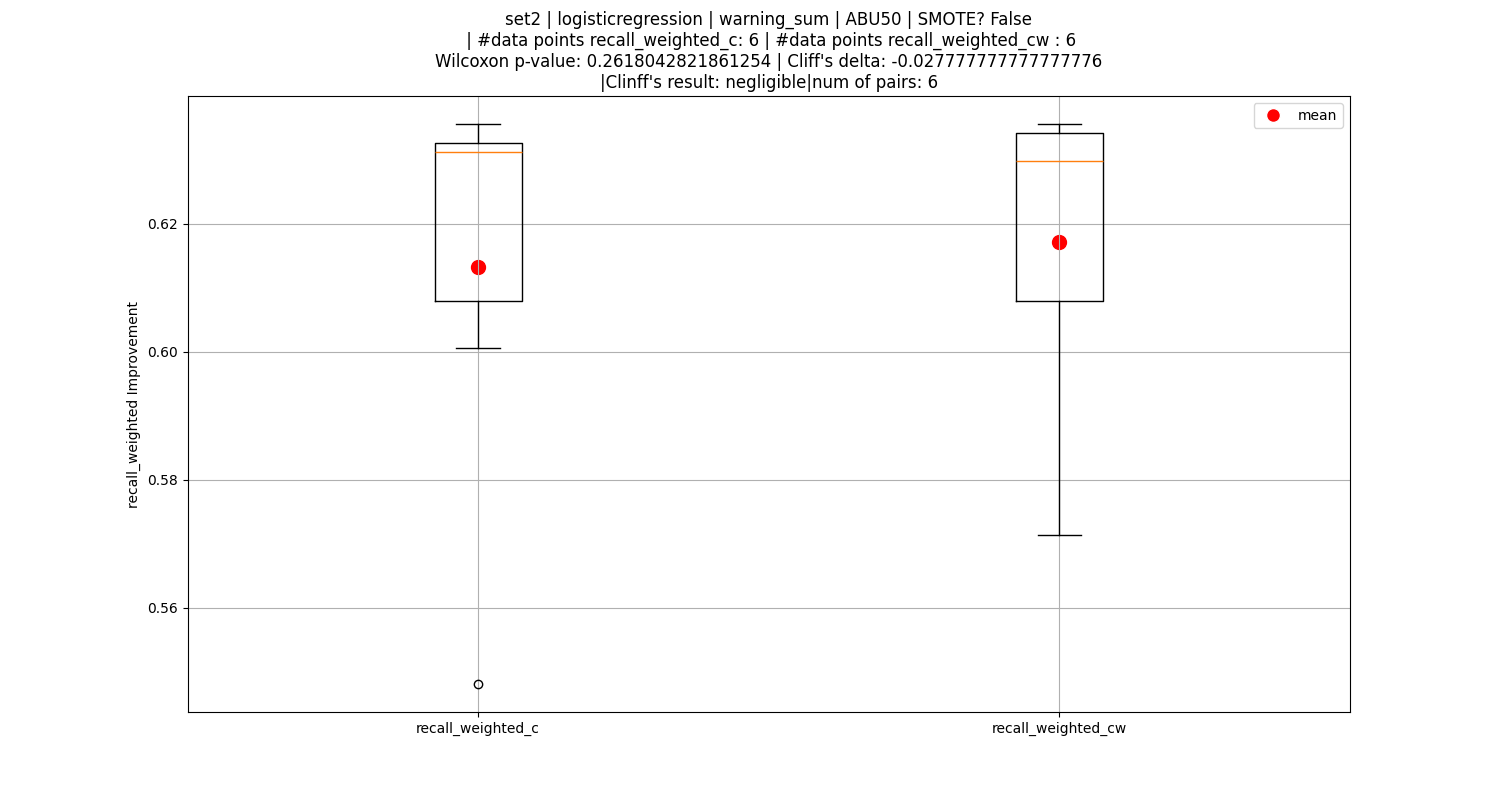 set2 | logisticregression | warning_sum | ABU50 | SMOTE? False
| #data points recall_weighted_c: 6 | #data points recall_weighted_cw : 6
Wilcoxon p-value: 0.2618042821861254 | Cliff's delta: -0.027777777777777776
|Clinff's result: negligible|num of pairs: 6
mean
recall_weighted Improvement
0.62
0.60
0.58
0.56
recall_weighted_c
recall_weighted_cw